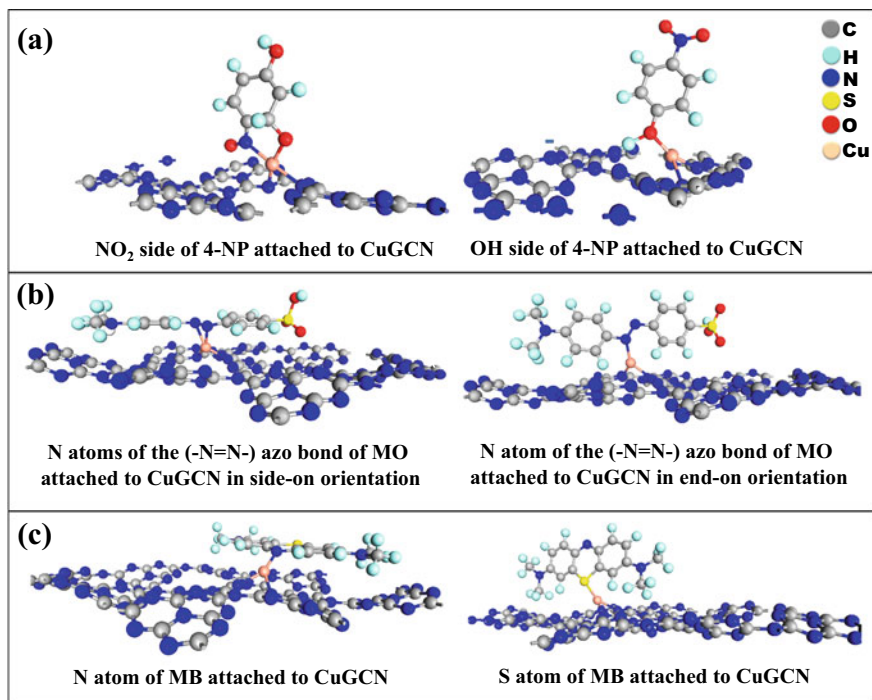 (a)
C
H
N
S
O
Cu
NO₂ side of 4-NP attached to CuGCN
OH side of 4-NP attached to CuGCN
(b)
N atoms of the (-N=N-) azo bond of MO
attached to CuGCN in side-on orientation
N atom of the (-N=N-) azo bond of MO
attached to CuGCN in end-on orientation
(c)
N atom of MB attached to CuGCN
S atom of MB attached to CuGCN